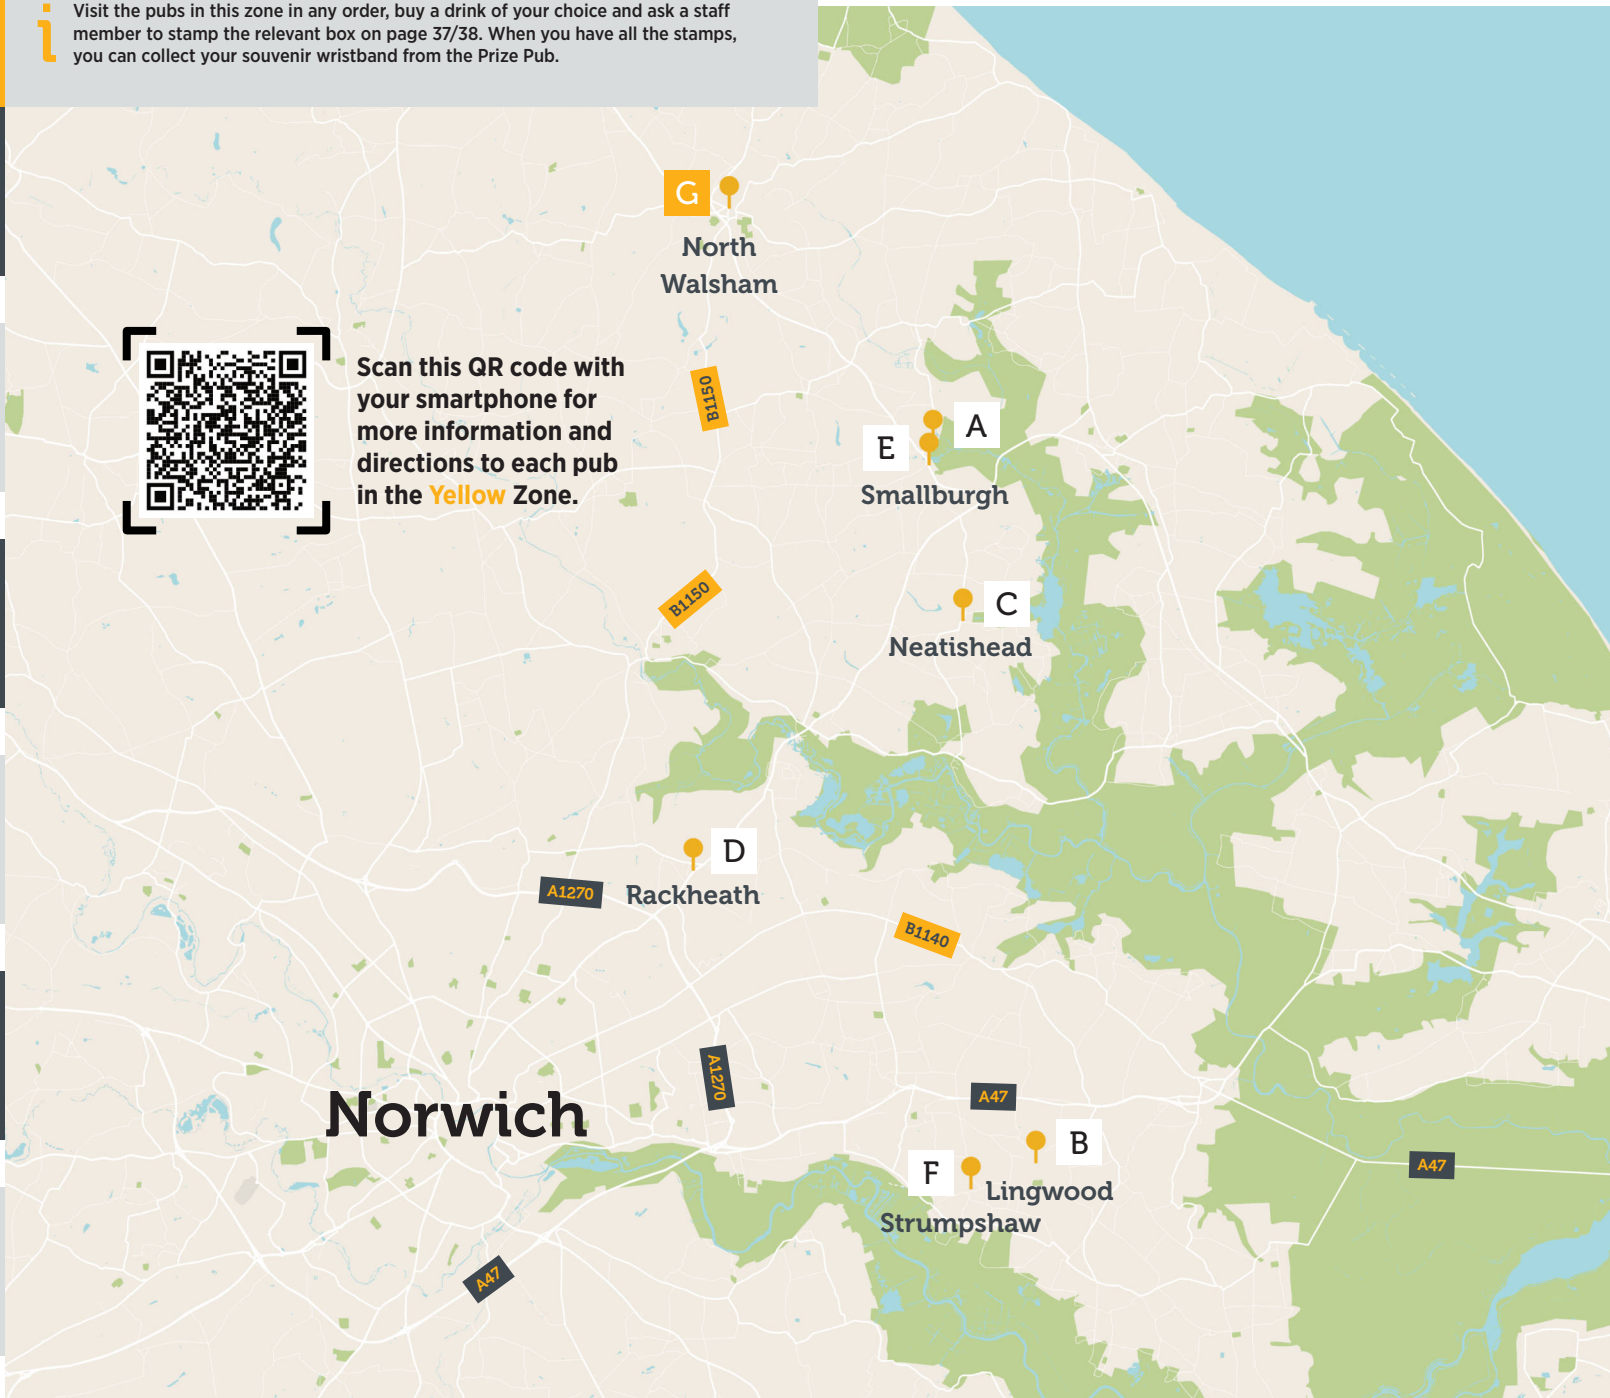 Visit the pubs in this zone in any order, buy a drink of your choice and ask a staff
member to stamp the relevant box on page 37/38. When you have all the stamps,
you can collect your souvenir wristband from the Prize Pub.
G
North
Walsham
Scan this QR code with
your smartphone for
more information and
directions to each pub
in the Yellow Zone.
B1150
A
E
Smallburgh
B1150
C
Neatishead
D
A1270
Rackheath
B1140
A1270
Norwich
A47
B
F
A47
Lingwood
Strumpshaw
A47